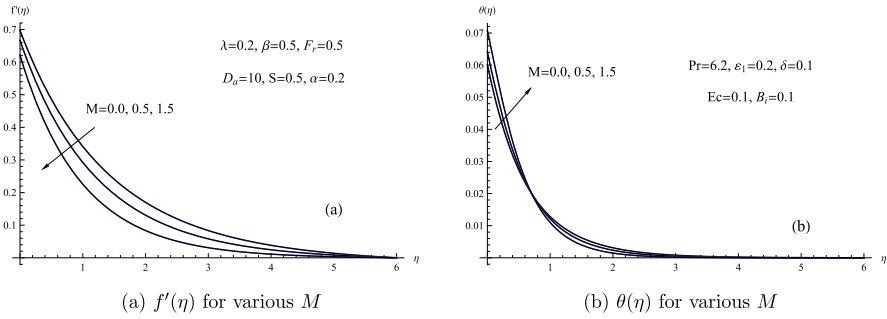 f'(η)
0.7
0.6
0.5
0.4
0.3
0.2
0.1
λ=0.2, β=0.5, Fr=0.5
Da=10, S=0.5, α=0.2
M=0.0, 0.5, 1.5
(a)
1 2 3 4 5 6 η
(a) f′(η) for various M
θ(η)
0.07
0.06
0.05
0.04
0.03
0.02
0.01
Pr=6.2, ε1=0.2, δ=0.1
M=0.0, 0.5, 1.5
Ec=0.1, Bi=0.1
(b)
1 2 3 4 5 6 η
(b) θ(η) for various M